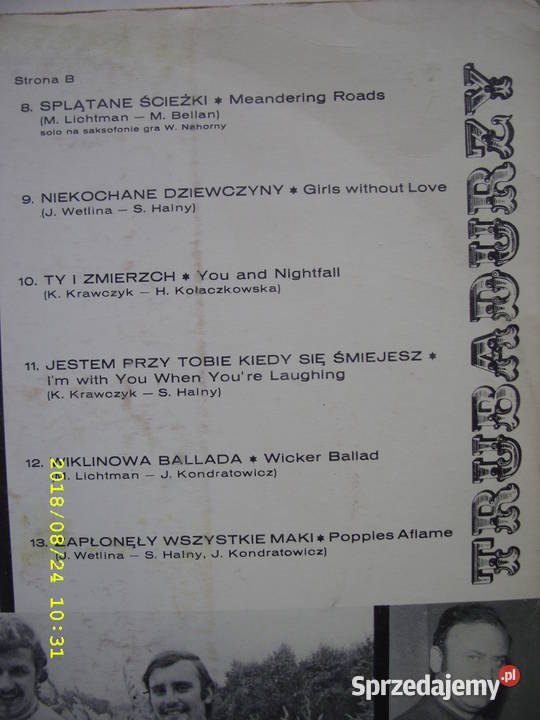 Strona B
8. SPLĄTANE ŚCIEŻKI * Meandering Roads
(M. Lichtman — M. Bellan)
solo na saksofonie gra W. Nahorny
9. NIEKOCHANE DZIEWCZYNY * Girls without Love
(J. Wetlina — S. Halny)
10. TY I ZMIERZCH * You and Nightfall
(K. Krawczyk — H. Kołaczkowska)
11. JESTEM PRZY TOBIE KIEDY SIĘ ŚMIEJESZ *
I'm with You When You're Laughing
(K. Krawczyk — S. Halny)
12. WIKLINOWA BALLADA * Wicker Ballad
(M. Lichtman — J. Kondratowicz)
13. ZAPŁONĘŁY WSZYSTKIE MAKI * Poppies Aflame
(J. Wetlina — S. Halny, J. Kondratowicz)
TRUBADURZY
2018/08/24 10:31
Sprzedajemy.pl